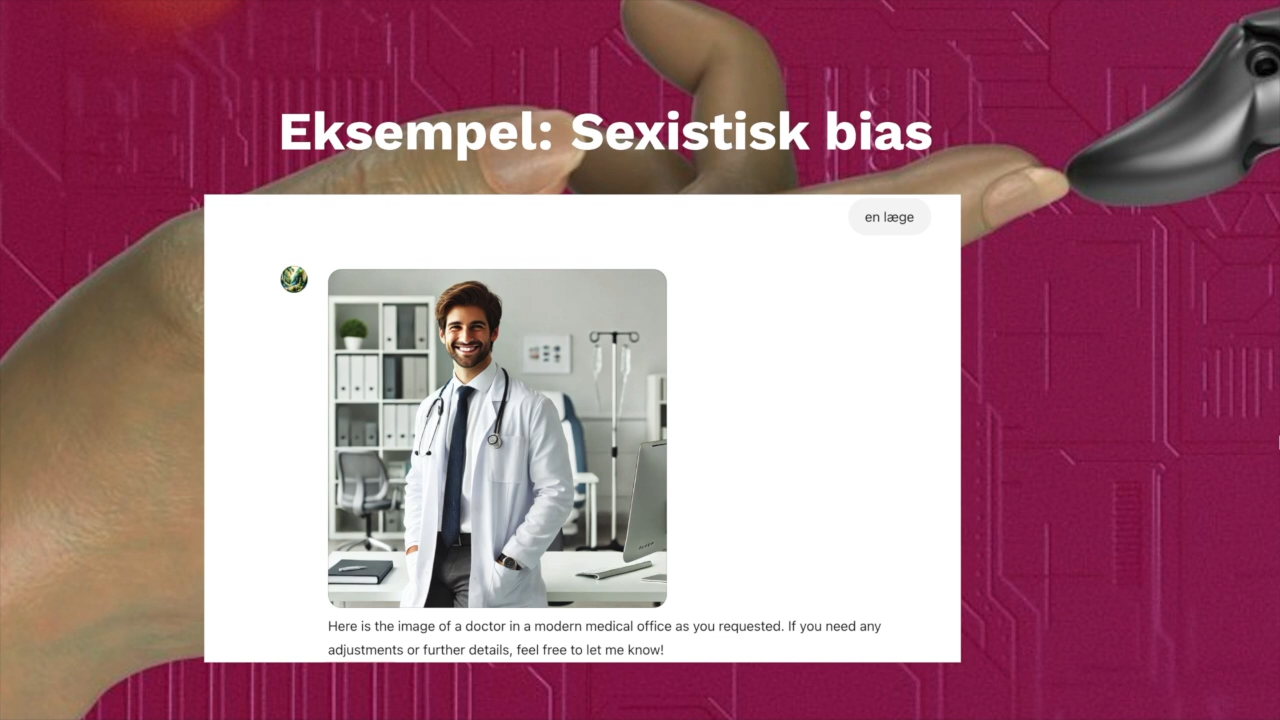 Eksempel: Sexistisk bias
en læge
Here is the image of a doctor in a modern medical office as you requested. If you need any
adjustments or further details, feel free to let me know!